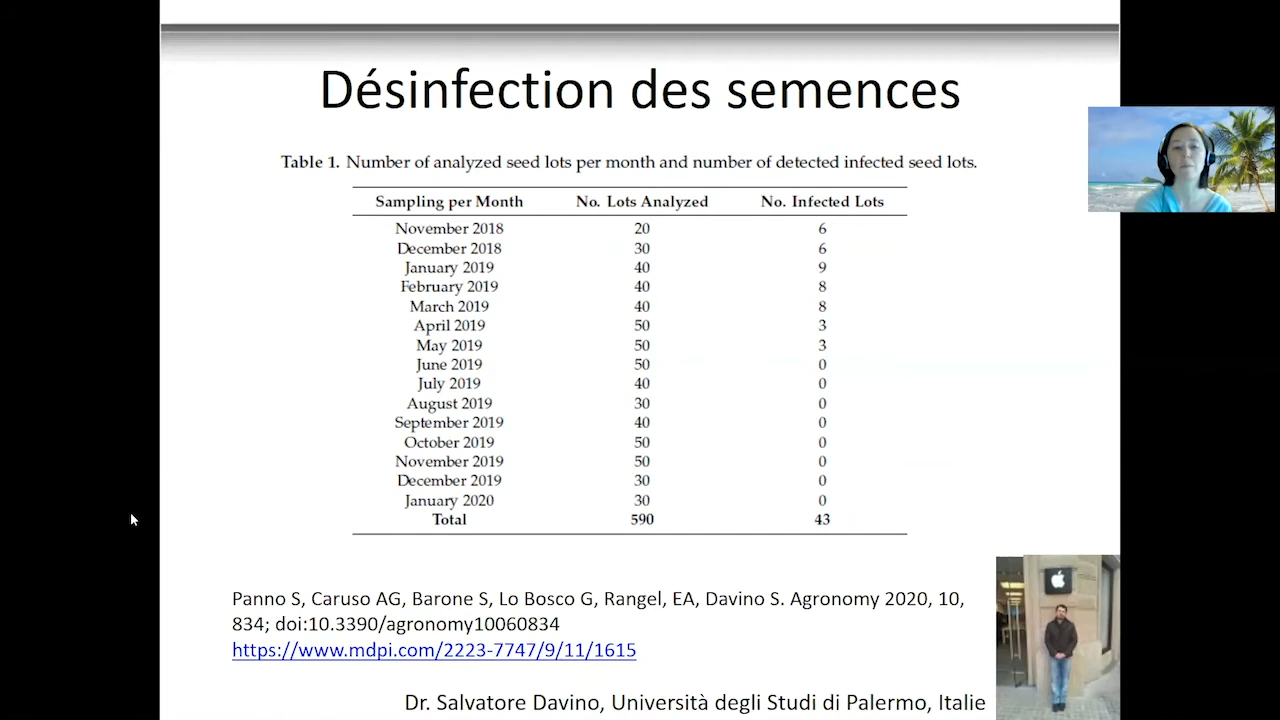 Désinfection des semences
Table 1. Number of analyzed seed lots per month and number of detected infected seed lots.
Sampling per Month No. Lots Analyzed No. Infected Lots
November 2018 20 6
December 2018 30 6
January 2019 40 9
February 2019 40 8
March 2019 40 8
April 2019 50 3
May 2019 50 3
June 2019 50 0
July 2019 40 0
August 2019 30 0
September 2019 40 0
October 2019 50 0
November 2019 50 0
December 2019 30 0
January 2020 30 0
Total 590 43
Panno S, Caruso AG, Barone S, Lo Bosco G, Rangel, EA, Davino S. Agronomy 2020, 10,
834; doi:10.3390/agronomy10060834
https://www.mdpi.com/2223-7747/9/11/1615
Dr. Salvatore Davino, Università degli Studi di Palermo, Italie